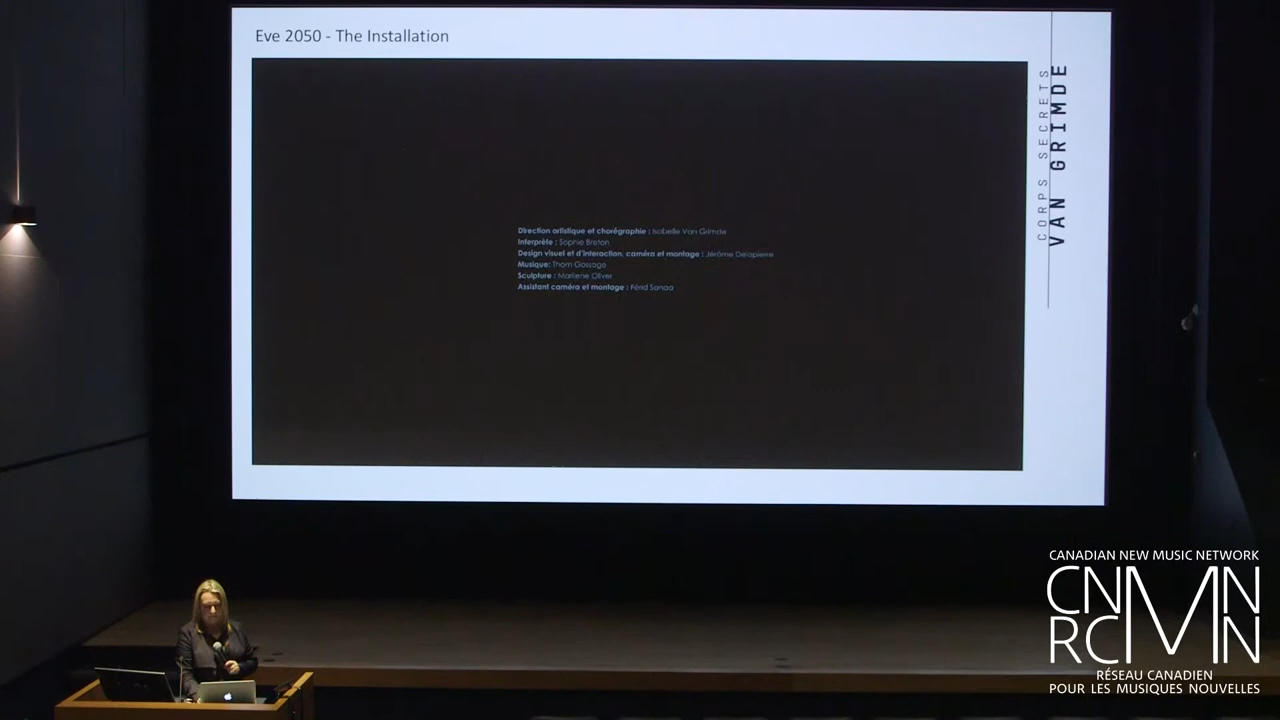 Eve 2050 - The Installation
CORPS SECRETS
VAN GRIMDE
Direction artistique et chorégraphie : Isabelle Van Grimde
Interprète : Sophie Breton
Design visuel et d'interaction, caméra et montage : Jérôme Delapierre
Musique: Thom Gossage
Sculpture : Marilene Oliver
Assistant caméra et montage : Férid Sanaa
CANADIAN NEW MUSIC NETWORK
CNMN
RCMN
RÉSEAU CANADIEN
POUR LES MUSIQUES NOUVELLES